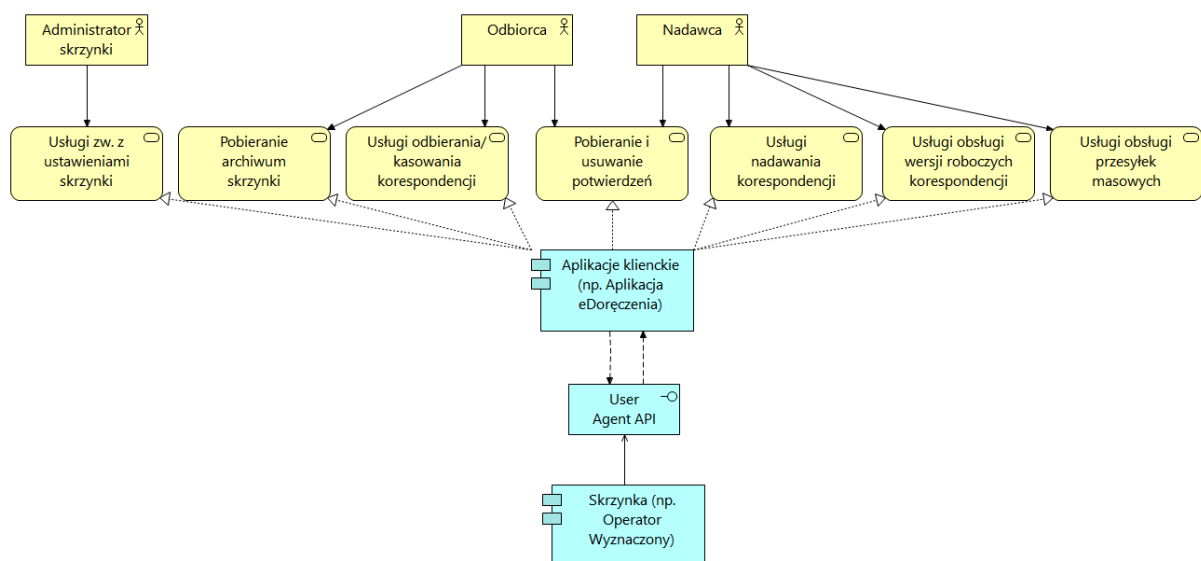 Administrator
skrzynki
Odbiorca
Nadawca
Usługi zw. z
ustawieniami
skrzynki
Pobieranie
archiwum
skrzynki
Usługi odbierania/
kasowania
korespondencji
Pobieranie i
usuwanie
potwierdzeń
Usługi
nadawania
korespondencji
Usługi obsługi
wersji roboczych
korespondencji
Usługi obsługi
przesyłek
masowych
Aplikacje klienckie
(np. Aplikacja
eDoręczenia)
User
Agent API
Skrzynka (np.
Operator
Wyznaczony)